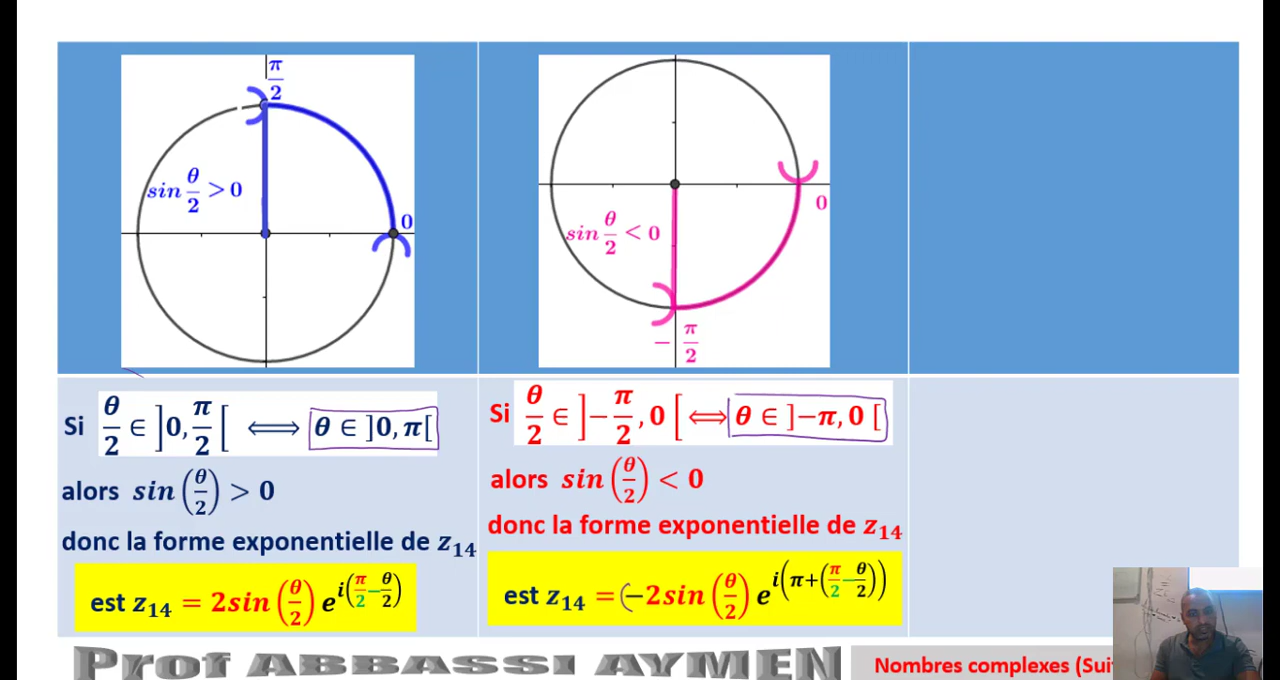 π/2
sin θ/2 > 0
0
sin θ/2 < 0
0
− π/2
Si θ/2 ∈ ]0, π/2[ ⟺ θ ∈ ]0, π[
alors sin(θ/2) > 0
donc la forme exponentielle de z₁₄
est z₁₄ = 2sin(θ/2) e^{i(π/2 − θ/2)}
Si θ/2 ∈ ]−π/2, 0[ ⟺ θ ∈ ]−π, 0[
alors sin(θ/2) < 0
donc la forme exponentielle de z₁₄
est z₁₄ = (−2sin(θ/2) e^{i(π+(π/2 − θ/2))}
Prof ABBASSI AYMEN
Nombres complexes (Sui